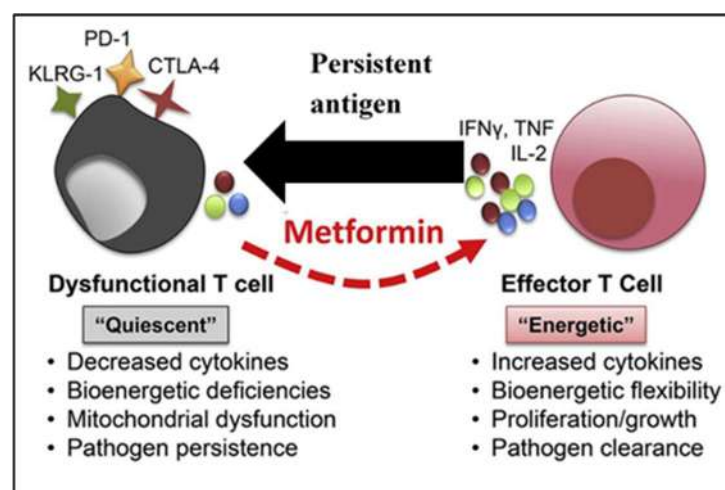 PD-1
KLRG-1
CTLA-4
Persistent
antigen
IFNγ, TNF
IL-2
Metformin
Dysfunctional T cell
"Quiescent"
• Decreased cytokines
• Bioenergetic deficiencies
• Mitochondrial dysfunction
• Pathogen persistence
Effector T Cell
"Energetic"
• Increased cytokines
• Bioenergetic flexibility
• Proliferation/growth
• Pathogen clearance